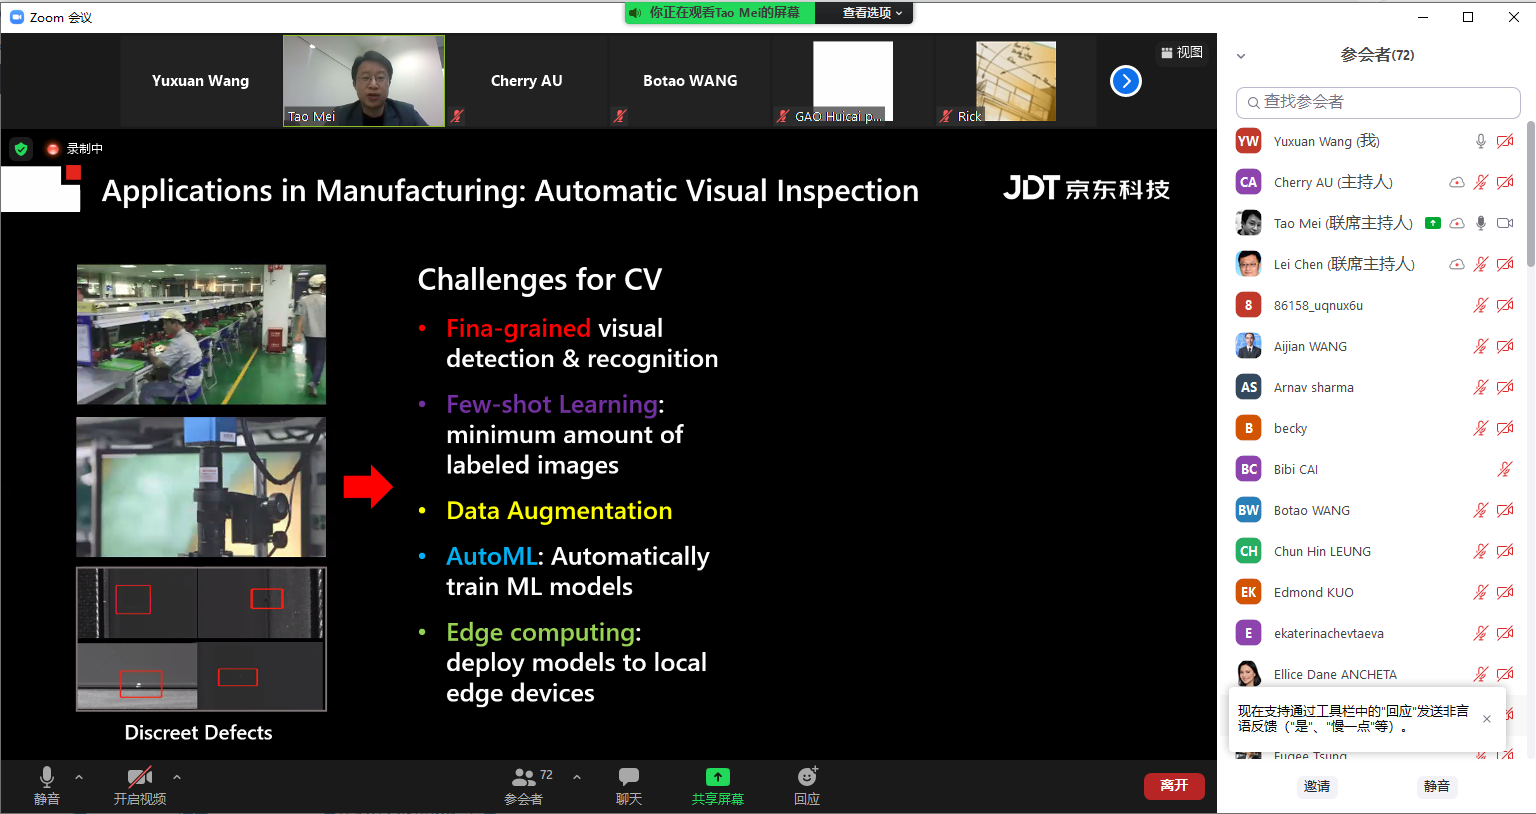 Zoom 会议
你正在观看Tao Mei的屏幕
查看选项
Yuxuan Wang
Tao Mei
Cherry AU
Botao WANG
GAO Huicai p...
Rick
视图
录制中
Applications in Manufacturing: Automatic Visual Inspection
JDT 京东科技
Challenges for CV
• Fina-grained visual
detection & recognition
• Few-shot Learning:
minimum amount of
labeled images
• Data Augmentation
• AutoML: Automatically
train ML models
• Edge computing:
deploy models to local
edge devices
Discreet Defects
静音
开启视频
72
参会者
聊天
共享屏幕
回应
离开
参会者(72)
查找参会者
YW Yuxuan Wang (我)
CA Cherry AU (主持人)
Tao Mei (联席主持人)
Lei Chen (联席主持人)
8 86158_uqnux6u
Aijian WANG
AS Arnav sharma
B becky
BC Bibi CAI
BW Botao WANG
CH Chun Hin LEUNG
EK Edmond KUO
E ekaterinachevtaeva
Ellice Dane ANCHETA
现在支持通过工具栏中的"回应"发送非言
语反馈（"是"、"慢一点"等）。
Fugee Tsung
邀请
静音